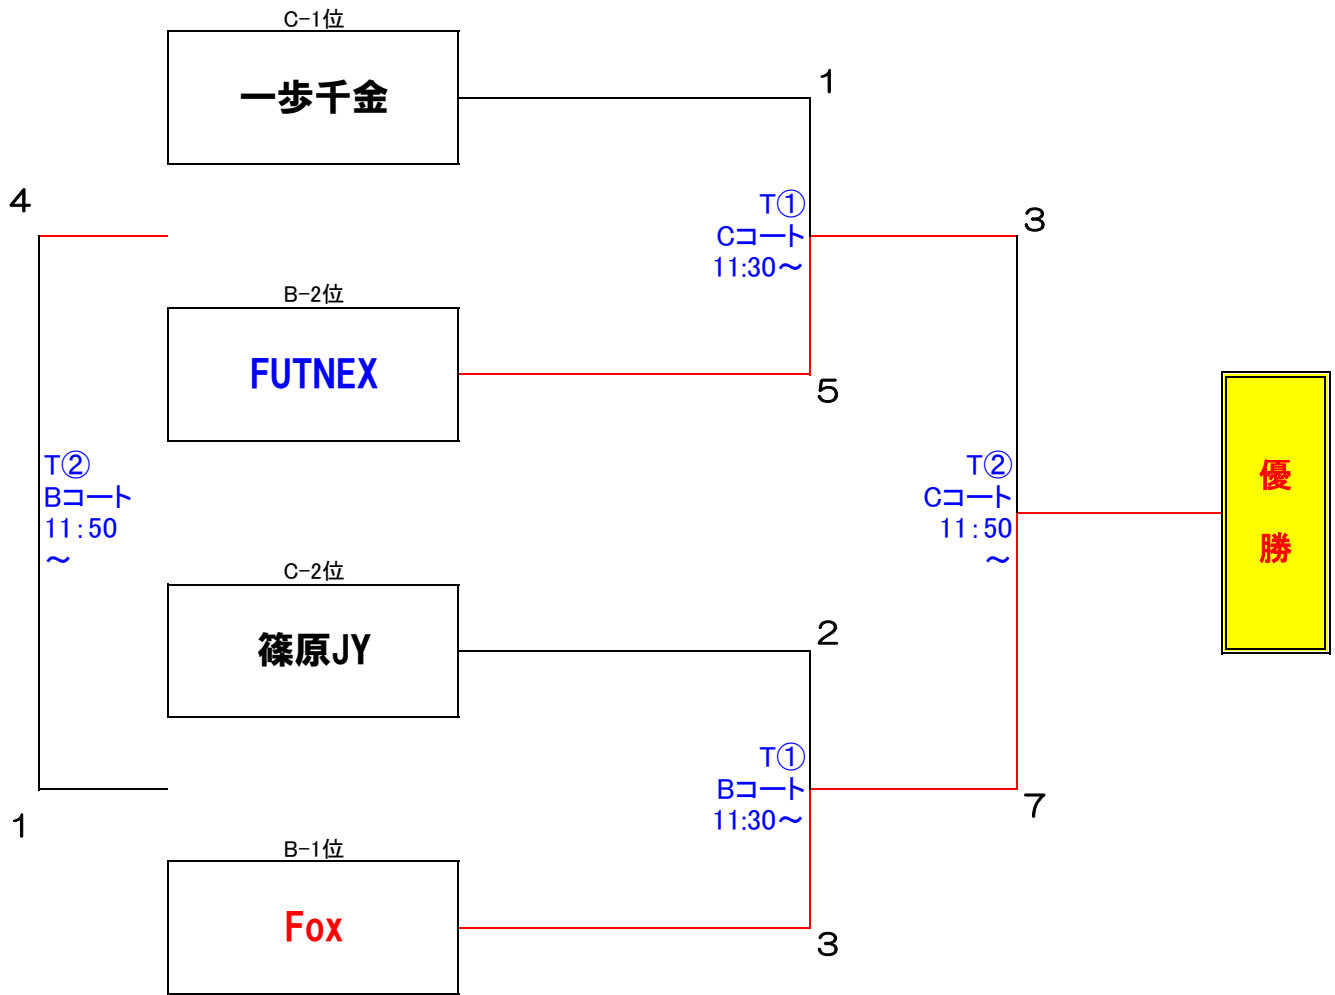 C-1位
一歩千金
1
4
T①
Cコート
11:30～
3
B-2位
FUTNEX
5
T②
Bコート
11：50
～
T②
Cコート
11：50
～
優
勝
C-2位
篠原JY
2
T①
Bコート
11:30～
7
1
B-1位
Fox
3